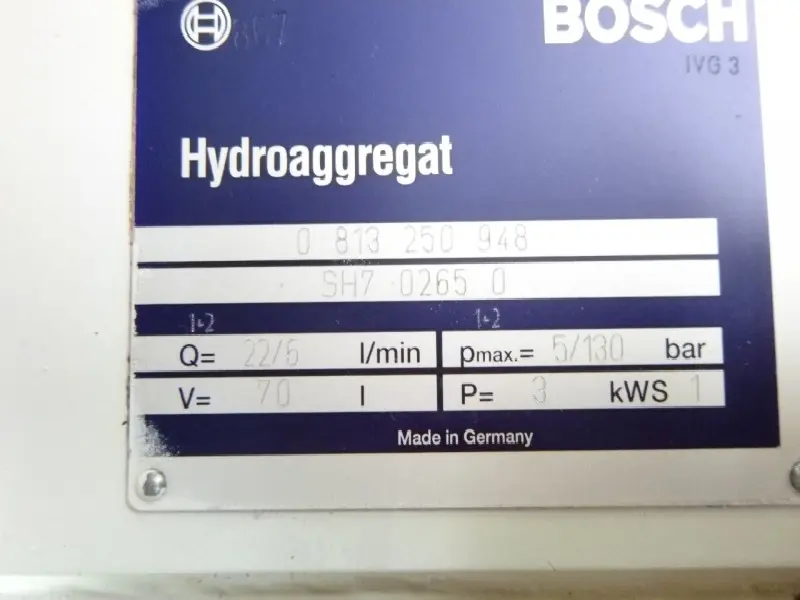 BOSCH
IVG 3
Hydroaggregat
0 813 250 948
SH7 0265 0
1+2 1+2
Q= 22/5 l/min pmax.= 5/130 bar
V= 70 l P= 3 kWS 1
Made in Germany